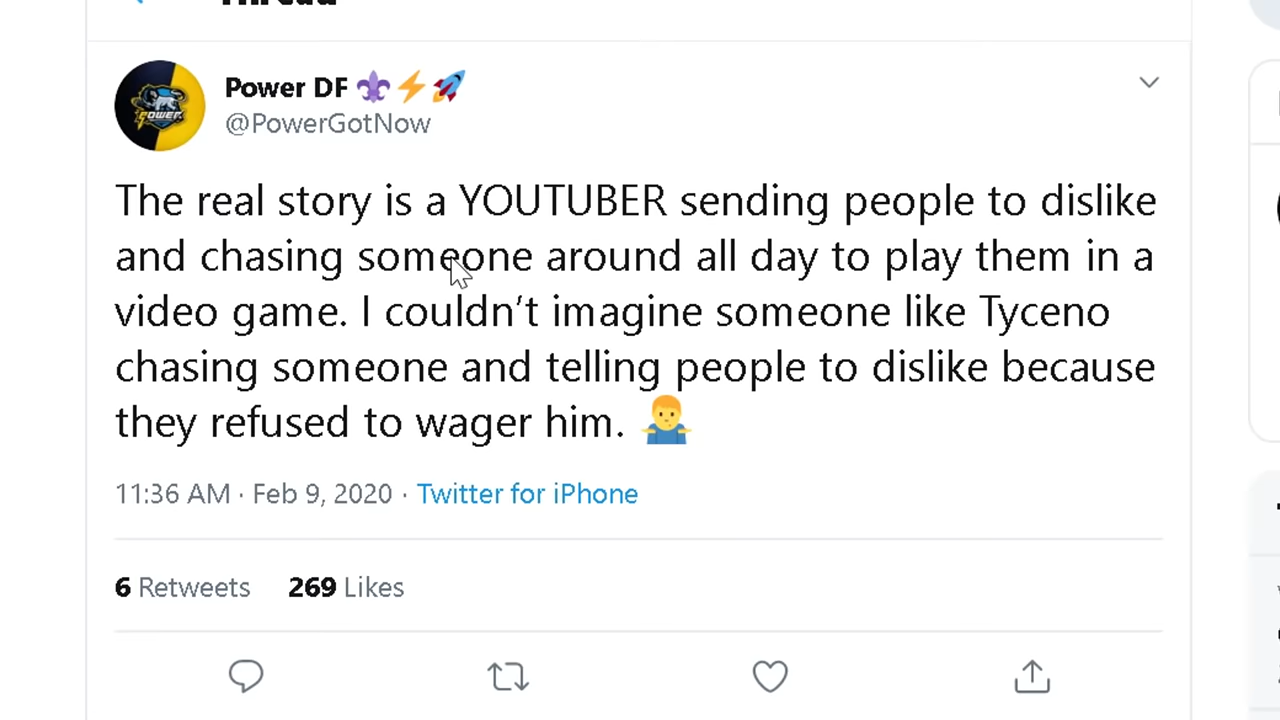 Thread
Power DF
@PowerGotNow
The real story is a YOUTUBER sending people to dislike
and chasing someone around all day to play them in a
video game. I couldn't imagine someone like Tyceno
chasing someone and telling people to dislike because
they refused to wager him.
11:36 AM · Feb 9, 2020 · Twitter for iPhone
6 Retweets 269 Likes